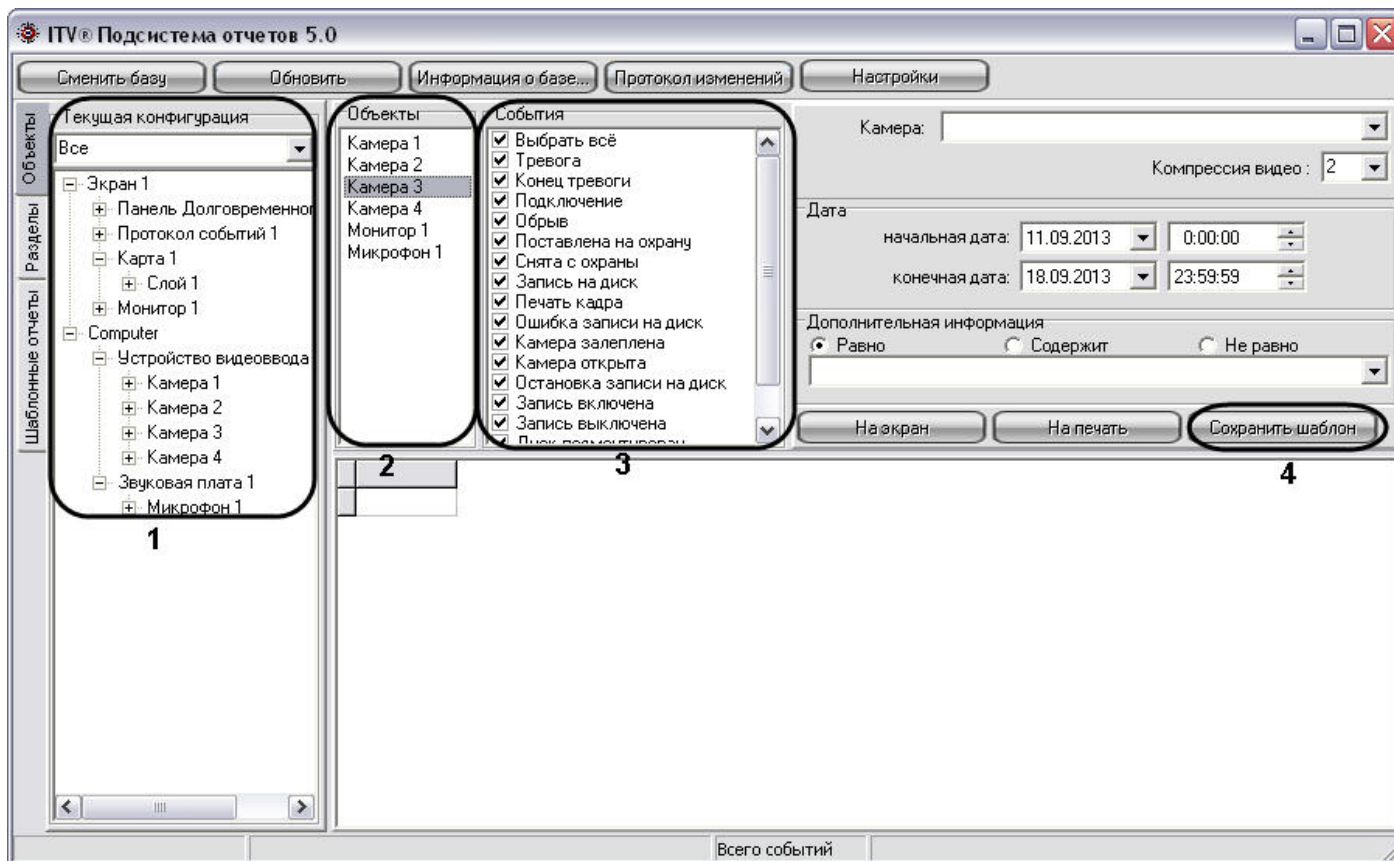 ITV® Подсистема отчетов 5.0
Сменить базу
Обновить
Информация о базе...
Протокол изменений
Настройки
Объекты
Разделы
Шаблонные отчеты
Текущая конфигурация
Все
Экран 1
Панель Долговременног
Протокол событий 1
Карта 1
Слой 1
Монитор 1
Computer
Устройство видеоввода
Камера 1
Камера 2
Камера 3
Камера 4
Звуковая плата 1
Микрофон 1
1
Объекты
Камера 1
Камера 2
Камера 3
Камера 4
Монитор 1
Микрофон 1
2
События
Выбрать всё
Тревога
Конец тревоги
Подключение
Обрыв
Поставлена на охрану
Снята с охраны
Запись на диск
Печать кадра
Ошибка записи на диск
Камера залеплена
Камера открыта
Остановка записи на диск
Запись включена
Запись выключена
3
Камера:
Компрессия видео : 2
Дата
начальная дата: 11.09.2013 0:00:00
конечная дата: 18.09.2013 23:59:59
Дополнительная информация
Равно Содержит Не равно
На экран
На печать
Сохранить шаблон
4
Всего событий